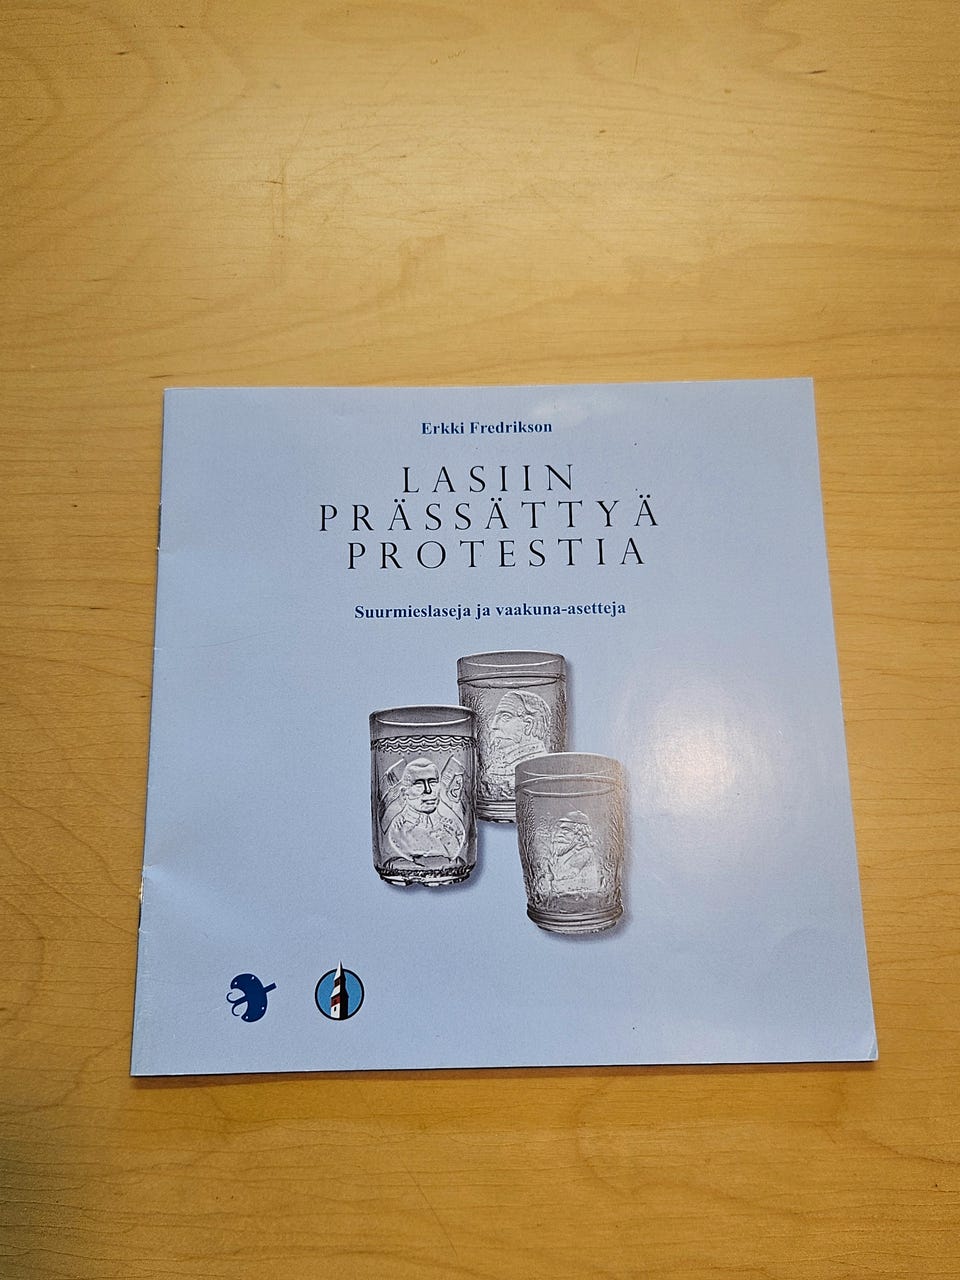 Erkki Fredrikson
LASIIN
PRÄSSÄTTYÄ
PROTESTIA
Suurmieslaseja ja vaakuna-asetteja